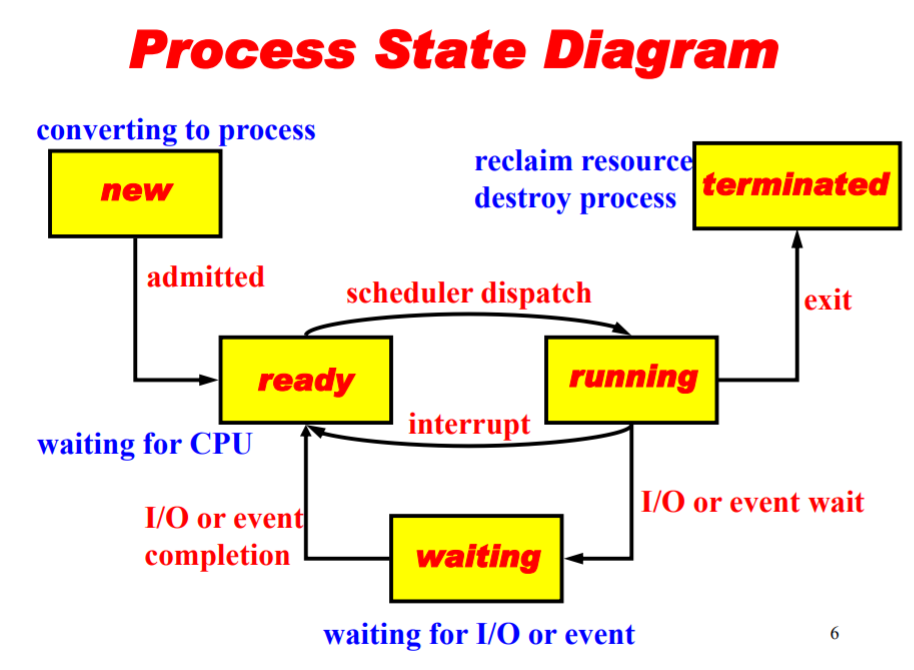 Process State Diagram
converting to process
new
reclaim resource
destroy process
terminated
admitted
scheduler dispatch
exit
ready
running
interrupt
waiting for CPU
I/O or event wait
I/O or event
completion
waiting
waiting for I/O or event
6